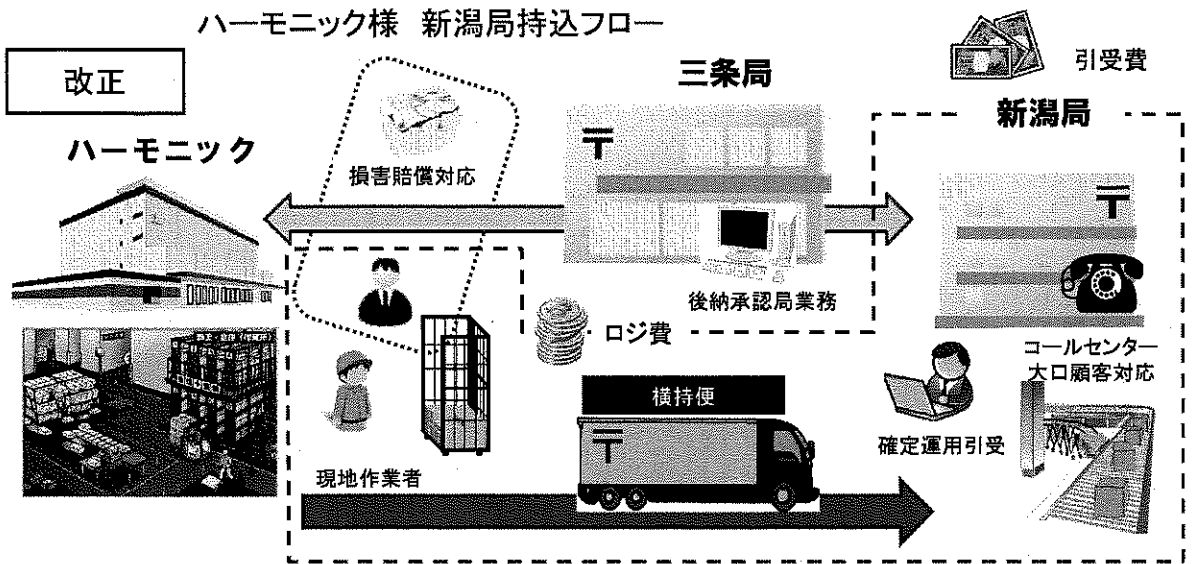 ハーモニック様 新潟局持込フロー
改正
引受費
三条局
新潟局
ハーモニック
〒
損害賠償対応
〒
後納承認局業務
ロジ費
コールセンター
大口顧客対応
横持便
〒
確定運用引受
現地作業者